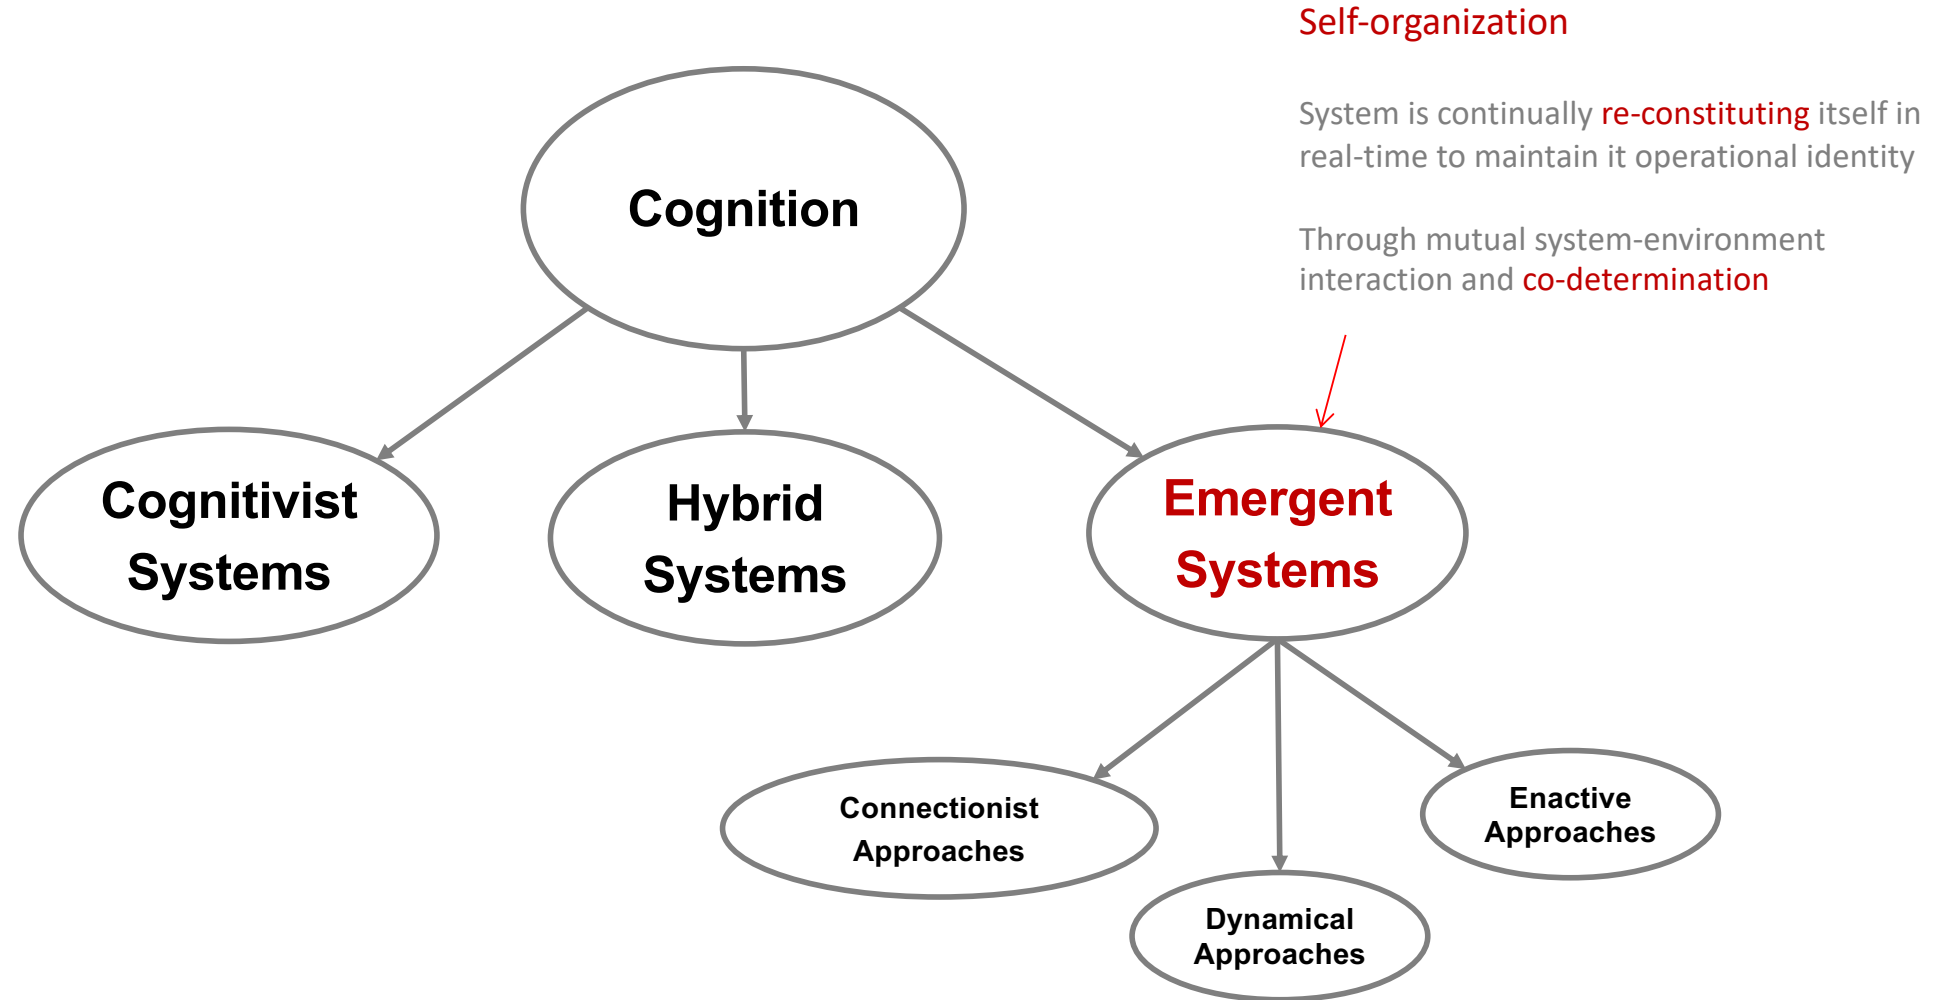 Self-organization
System is continually re-constituting itself in
real-time to maintain it operational identity
Through mutual system-environment
interaction and co-determination
Cognition
Cognitivist
Systems
Hybrid
Systems
Emergent
Systems
Connectionist
Approaches
Dynamical
Approaches
Enactive
Approaches